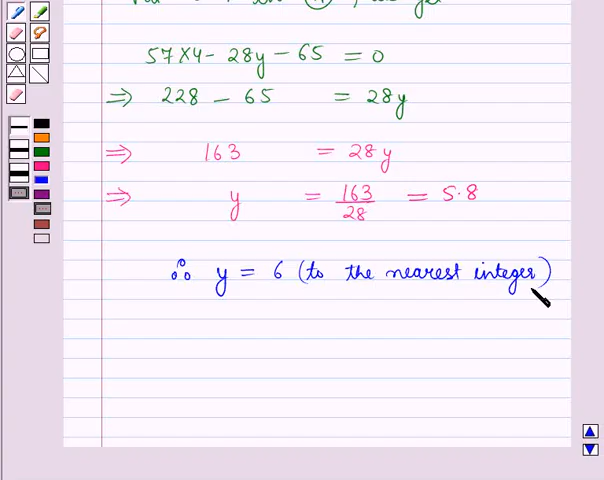 57×4 - 28y - 65 = 0
⇒ 228 - 65 = 28y
⇒ 163 = 28y
⇒ y = 163/28 = 5.8
∴ y = 6 (to the nearest integer)